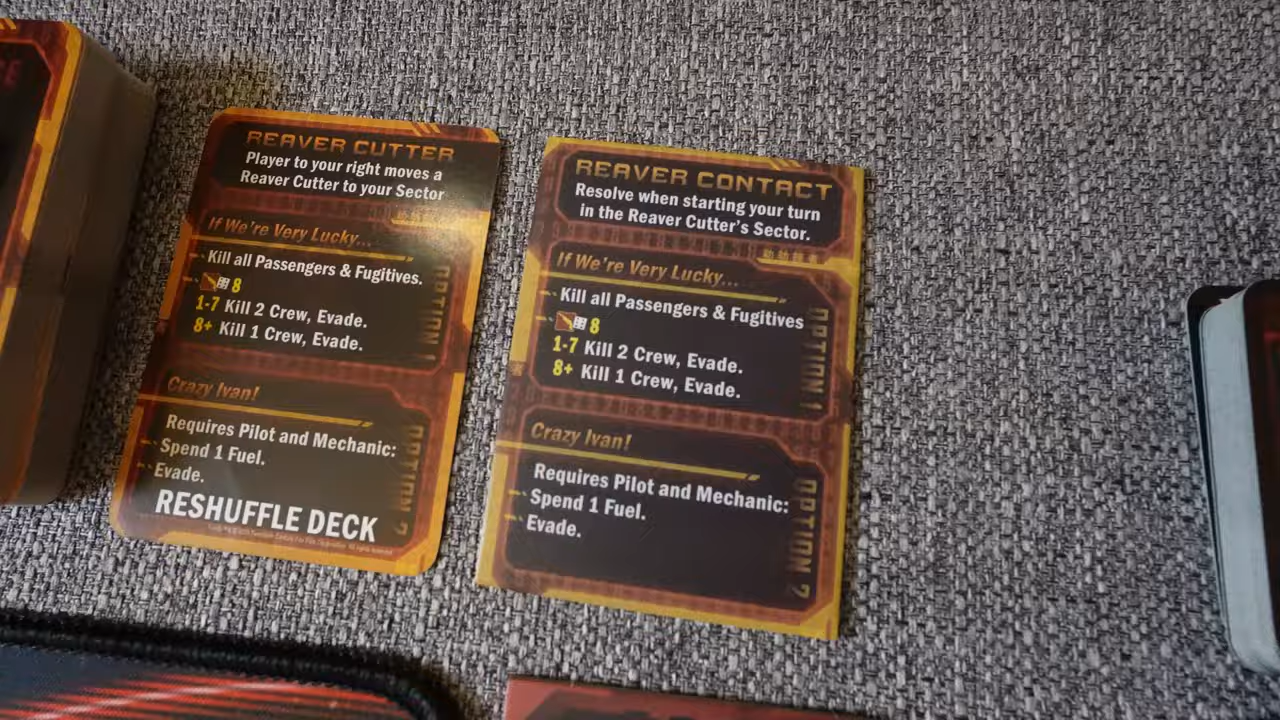 REAVER CUTTER
Player to your right moves a
Reaver Cutter to your Sector
If We're Very Lucky...
Kill all Passengers & Fugitives.
8
1-7 Kill 2 Crew, Evade.
8+ Kill 1 Crew, Evade.
OPTION 1
Crazy Ivan!
Requires Pilot and Mechanic:
Spend 1 Fuel.
Evade.
OPTION 2
RESHUFFLE DECK
REAVER CONTACT
Resolve when starting your turn
in the Reaver Cutter's Sector.
If We're Very Lucky...
Kill all Passengers & Fugitives
8
1-7 Kill 2 Crew, Evade.
8+ Kill 1 Crew, Evade.
OPTION 1
Crazy Ivan!
Requires Pilot and Mechanic:
Spend 1 Fuel.
Evade.
OPTION 2